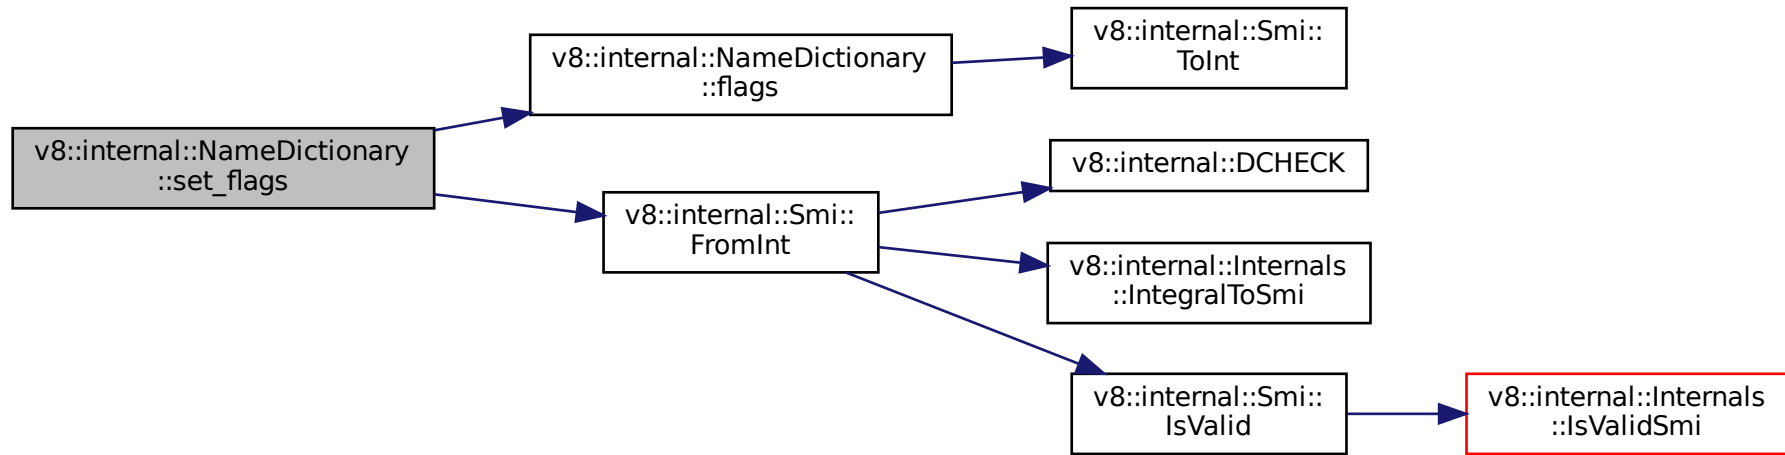 v8::internal::NameDictionary
::set_flags
v8::internal::NameDictionary
::flags
v8::internal::Smi::
ToInt
v8::internal::Smi::
FromInt
v8::internal::DCHECK
v8::internal::Internals
::IntegralToSmi
v8::internal::Smi::
IsValid
v8::internal::Internals
::IsValidSmi